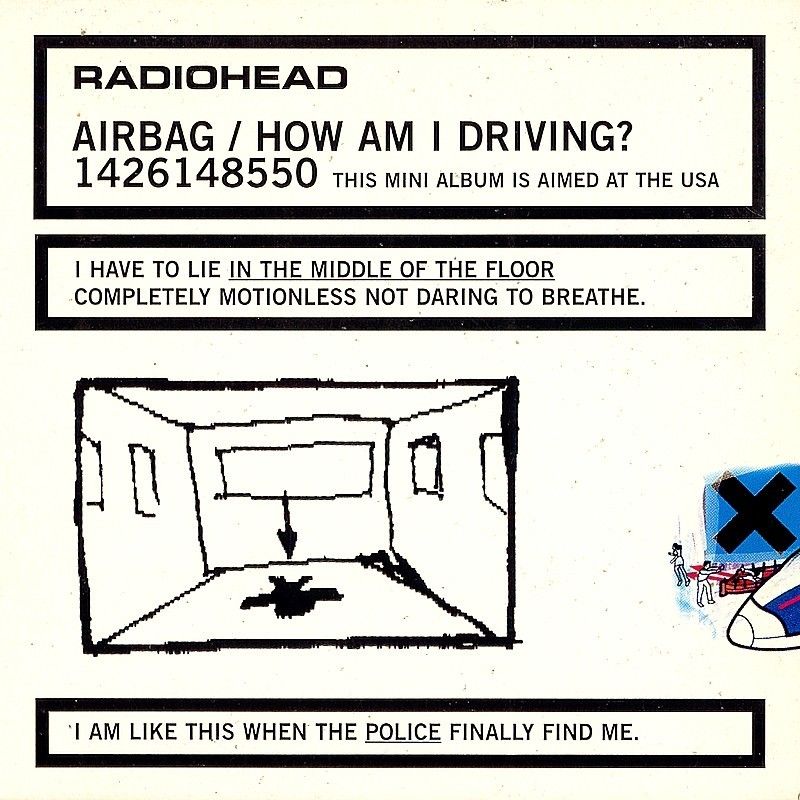 RADIOHEAD
AIRBAG / HOW AM I DRIVING?
1426148550 THIS MINI ALBUM IS AIMED AT THE USA
I HAVE TO LIE IN THE MIDDLE OF THE FLOOR
COMPLETELY MOTIONLESS NOT DARING TO BREATHE.
I AM LIKE THIS WHEN THE POLICE FINALLY FIND ME.